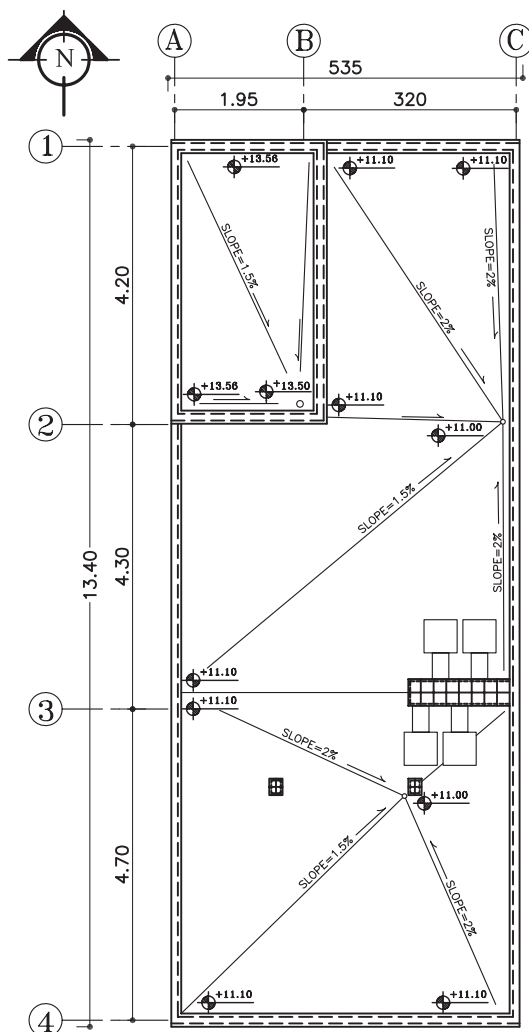 N
A B C
535
1.95 320
1
+13.56 +11.10 +11.10
SLOPE=1.5% SLOPE=2% SLOPE=2%
4.20
+13.56 +13.50 +11.10
2
+11.00
SLOPE=1.5% SLOPE=2%
4.30
13.40
+11.10
3
+11.10
SLOPE=2%
+11.00
SLOPE=1.5% SLOPE=2%
4.70
+11.10 +11.10
4